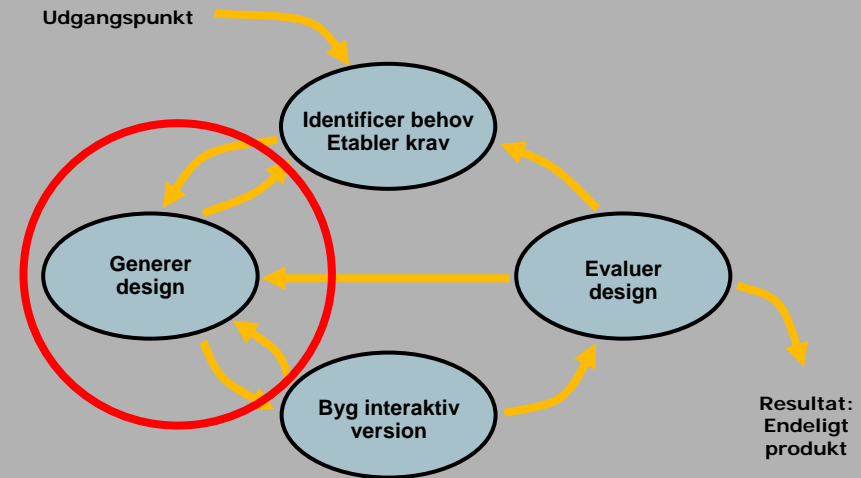 Udgangspunkt
Identificer behov
Etabler krav
Generer
design
Evaluer
design
Byg interaktiv
version
Resultat:
Endeligt
produkt